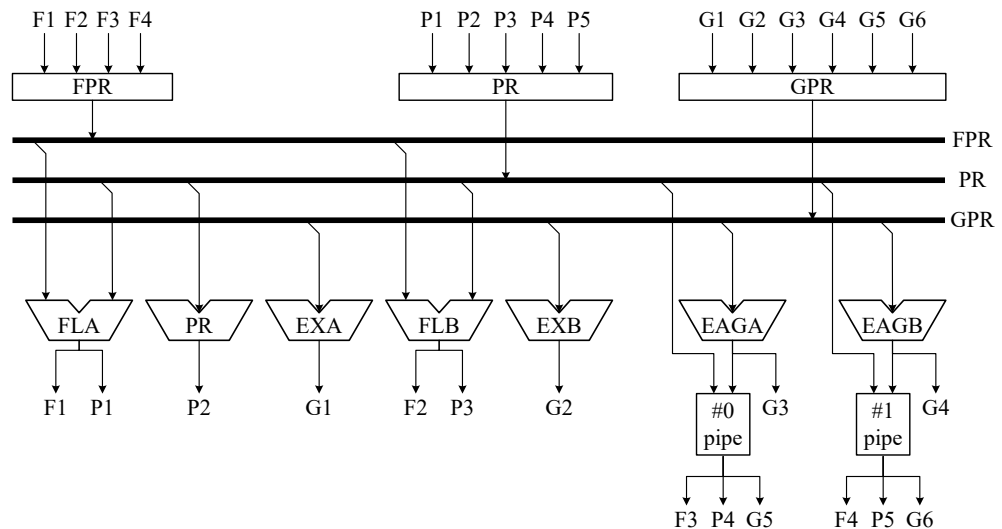 F1 F2 F3 F4 P1 P2 P3 P4 P5 G1 G2 G3 G4 G5 G6
FPR PR GPR
FPR
PR
GPR
FLA PR EXA FLB EXB EAGA EAGB
F1 P1 P2 G1 F2 P3 G2 G3 G4
#0 #1
pipe pipe
F3 P4 G5 F4 P5 G6